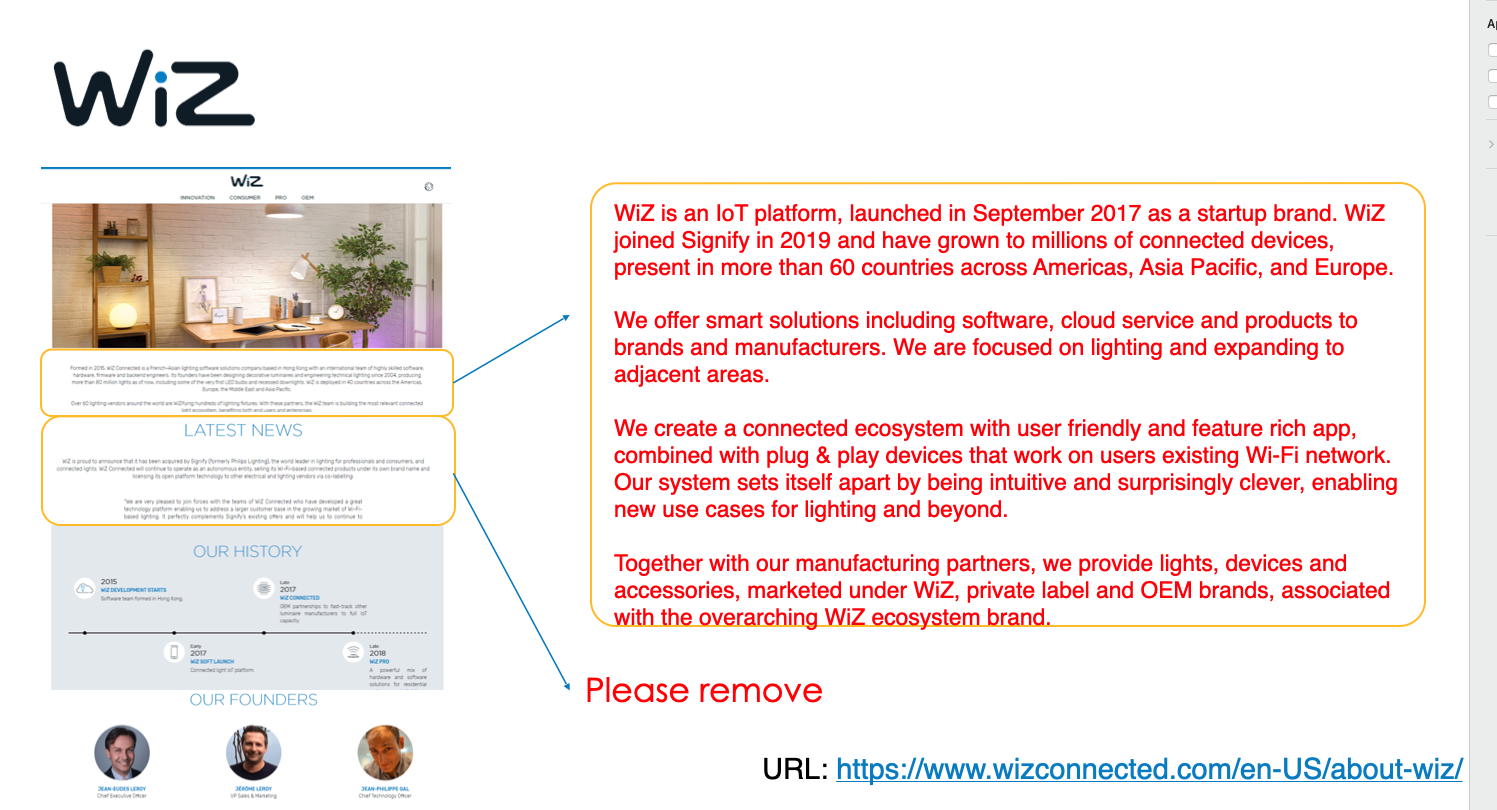 WiZ
WiZ
INNOVATION CONSUMER PRO OEM
Formed in 2015, WiZ Connected is a French-Asian lighting software solutions company based in Hong Kong with an international team of highly skilled software,
hardware, firmware and backend engineers. Its founders have been designing decorative luminaires and engineering technical lighting since 2004, producing
more than 80 million lights as of now, including some of the very first LED bulbs and recessed downlights. WiZ is deployed in 40 countries across the Americas,
Europe, the Middle East and Asia Pacific.
Over 60 lighting vendors around the world are WiZifying hundreds of lighting fixtures. With these partners, the WiZ team is building the most relevant connected
light ecosystem, benefiting both end users and enterprises.
LATEST NEWS
WiZ is proud to announce that it has been acquired by Signify (formerly Philips Lighting), the world leader in lighting for professionals and consumers, and
connected lights. WiZ Connected will continue to operate as an autonomous entity, selling its Wi-Fi-based connected products under its own brand name and
licensing its open platform technology to other electrical and lighting vendors via co-labelling.
"We are very pleased to join forces with the teams of WiZ Connected who have developed a great
technology platform enabling us to address a larger customer base in the growing market of Wi-Fi-
based lighting. It perfectly complements Signify's existing offers and will help us to continue to
OUR HISTORY
2015
WiZ DEVELOPMENT STARTS
Software team formed in Hong Kong.
Late
2017
WiZ CONNECTED
OEM partnerships to fast-track other
luminaire manufacturers to full IoT
capacity.
Early
2017
WiZ SOFT LAUNCH
Connected light IoT platform.
Late
2018
WiZ PRO
A powerful mix of
hardware and software
solutions for residential
OUR FOUNDERS
JEAN-EUDES LEROY
Chief Executive Officer
JÉRÔME LEROY
VP Sales & Marketing
JEAN-PHILIPPE GAL
Chief Technology Officer
WiZ is an IoT platform, launched in September 2017 as a startup brand. WiZ
joined Signify in 2019 and have grown to millions of connected devices,
present in more than 60 countries across Americas, Asia Pacific, and Europe.
We offer smart solutions including software, cloud service and products to
brands and manufacturers. We are focused on lighting and expanding to
adjacent areas.
We create a connected ecosystem with user friendly and feature rich app,
combined with plug & play devices that work on users existing Wi-Fi network.
Our system sets itself apart by being intuitive and surprisingly clever, enabling
new use cases for lighting and beyond.
Together with our manufacturing partners, we provide lights, devices and
accessories, marketed under WiZ, private label and OEM brands, associated
with the overarching WiZ ecosystem brand.
Please remove
URL: https://www.wizconnected.com/en-US/about-wiz/